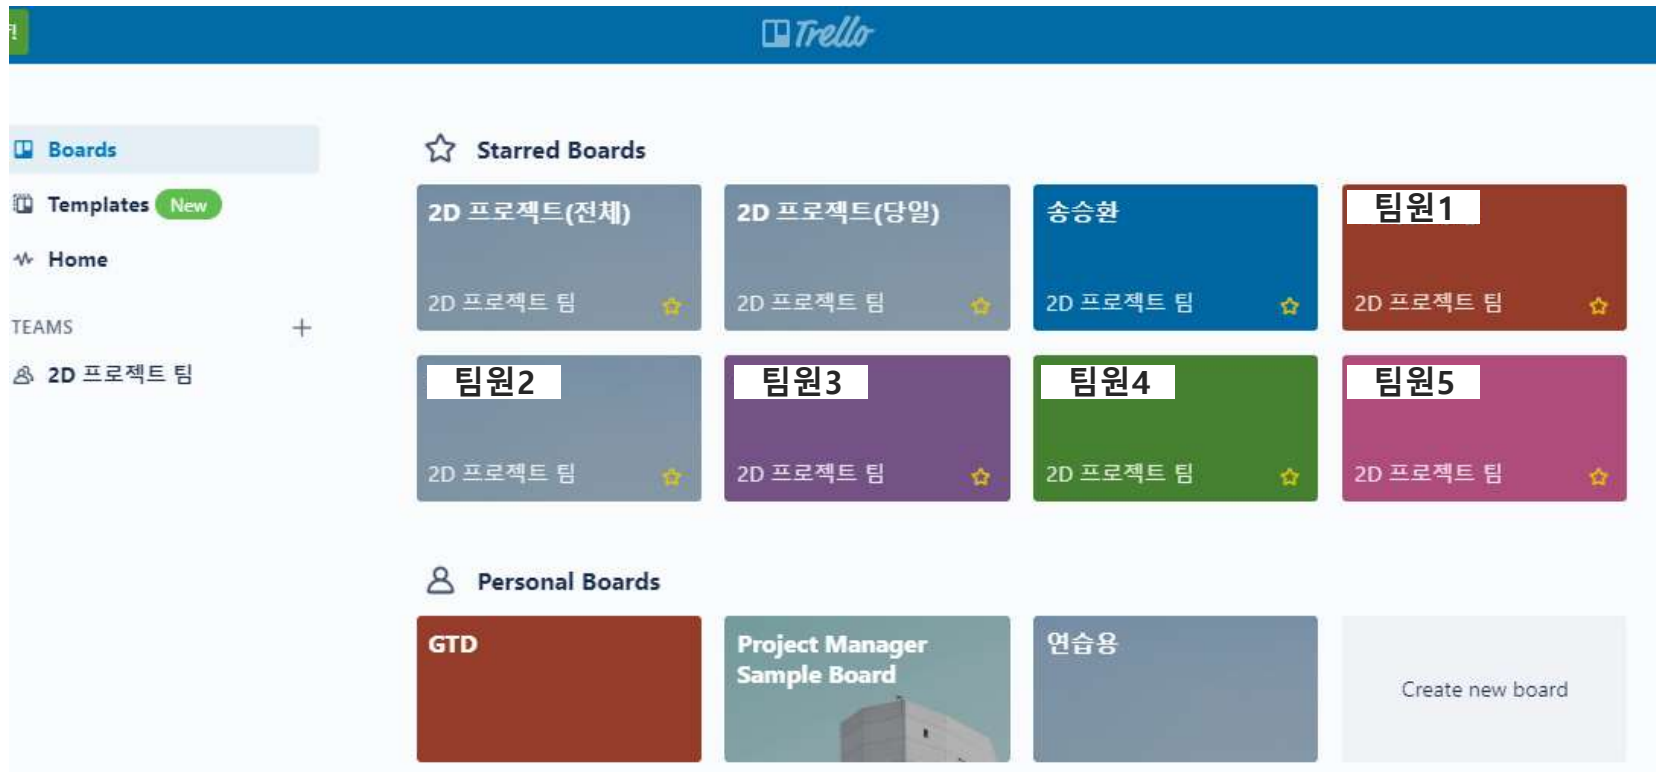 Trello
Boards
Templates New
Home
TEAMS
2D 프로젝트 팀
Starred Boards
2D 프로젝트(전체)
2D 프로젝트 팀
2D 프로젝트(당일)
2D 프로젝트 팀
송승환
2D 프로젝트 팀
팀원1
2D 프로젝트 팀
팀원2
2D 프로젝트 팀
팀원3
2D 프로젝트 팀
팀원4
2D 프로젝트 팀
팀원5
2D 프로젝트 팀
Personal Boards
GTD
Project Manager
Sample Board
연습용
Create new board